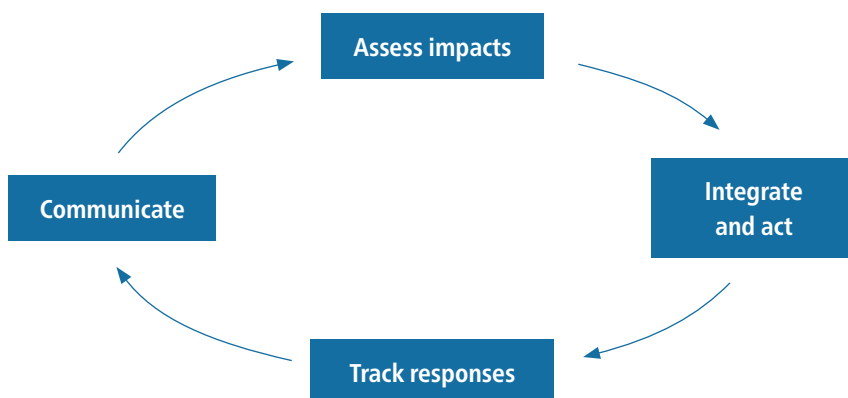 Assess impacts
Integrate
and act
Track responses
Communicate